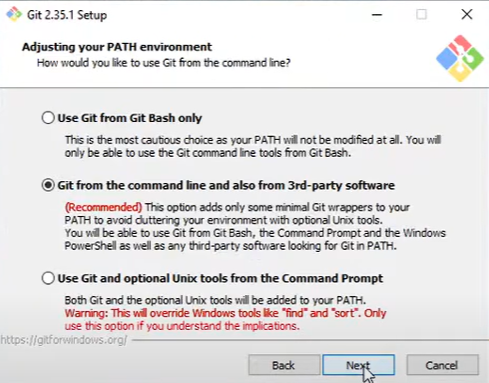 Git 2.35.1 Setup
Adjusting your PATH environment
How would you like to use Git from the command line?
Use Git from Git Bash only
This is the most cautious choice as your PATH will not be modified at all. You will
only be able to use the Git command line tools from Git Bash.
Git from the command line and also from 3rd-party software
(Recommended) This option adds only some minimal Git wrappers to your
PATH to avoid cluttering your environment with optional Unix tools.
You will be able to use Git from Git Bash, the Command Prompt and the Windows
PowerShell as well as any third-party software looking for Git in PATH.
Use Git and optional Unix tools from the Command Prompt
Both Git and the optional Unix tools will be added to your PATH.
Warning: This will override Windows tools like "find" and "sort". Only
use this option if you understand the implications.
https://gitforwindows.org/
Back
Next
Cancel